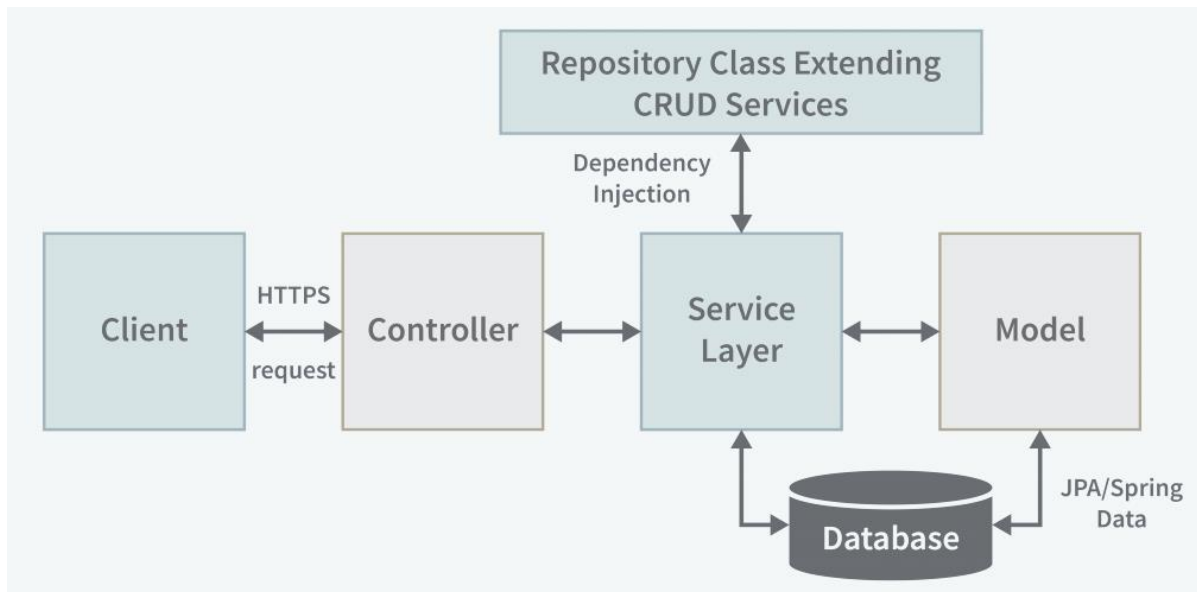 Repository Class Extending
CRUD Services
Dependency
Injection
Client
HTTPS
request
Controller
Service
Layer
Model
Database
JPA/Spring
Data